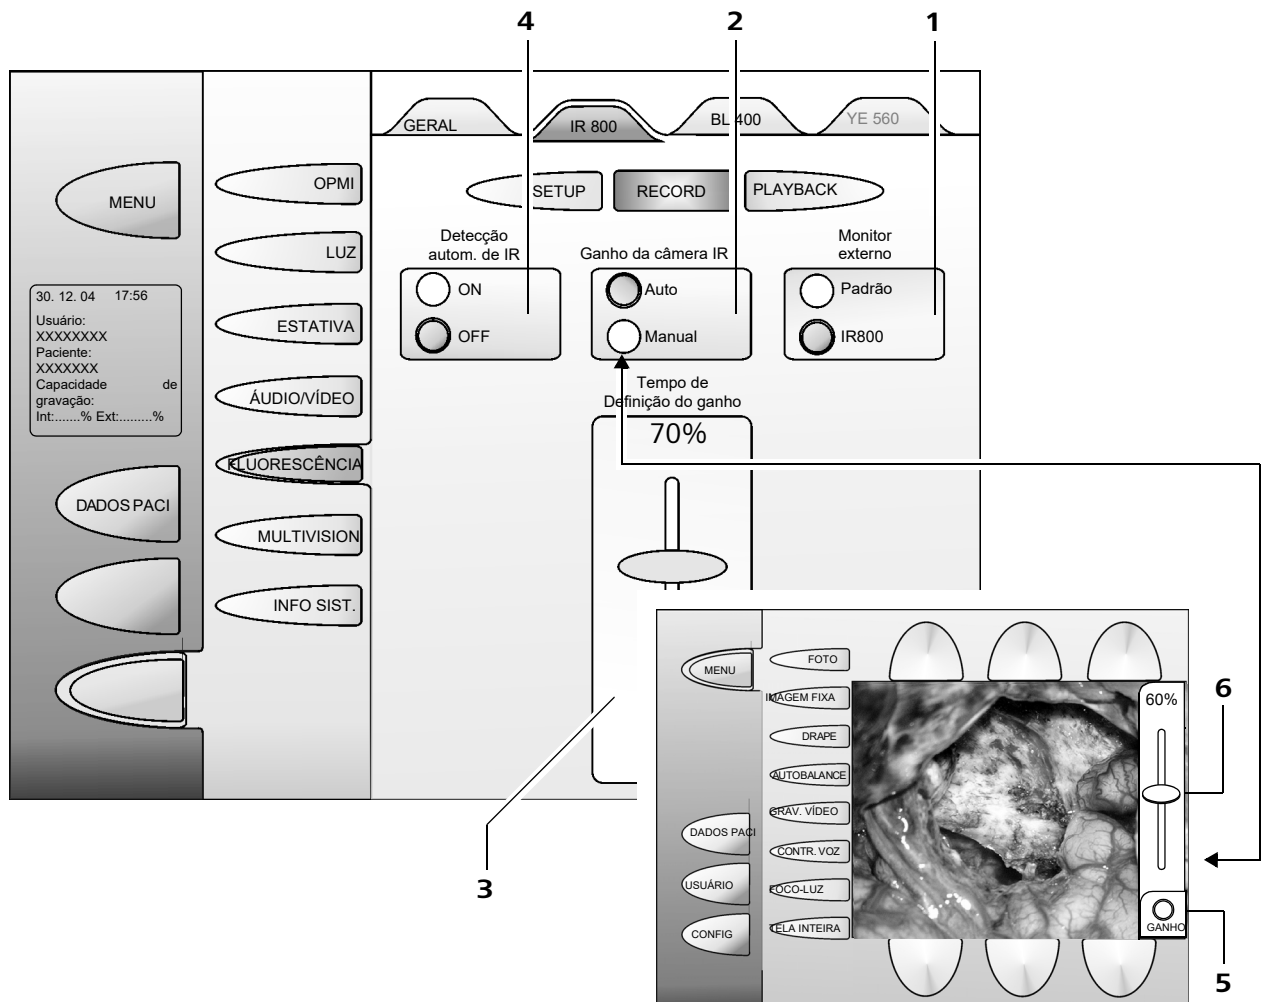 4
2
1
GERAL
IR 800
BL 400
YE 560
MENU
OPMI
SETUP
RECORD
PLAYBACK
LUZ
Detecção
autom. de IR
Ganho da câmera IR
Monitor
externo
ON
OFF
Auto
Manual
Padrão
IR800
30. 12. 04 17:56
Usuário:
XXXXXXXX
Paciente:
XXXXXXX
Capacidade de
gravação:
Int:.......% Ext:.........%
ESTATIVA
ÁUDIO/VÍDEO
FLUORESCÊNCIA
MULTIVISION
INFO SIST.
DADOS PACI
Tempo de
Definição do ganho
70%
3
MENU
DADOS PACI
USUÁRIO
CONFIG
FOTO
IMAGEM FIXA
DRAPE
AUTOBALANCE
GRAV. VÍDEO
CONTR. VOZ
FOCO-LUZ
TELA INTEIRA
60%
6
GANHO
5